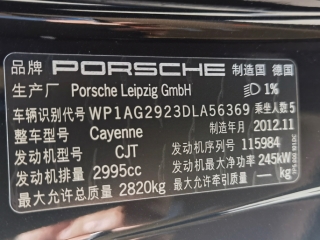 品牌 PORSCHE 制造国 德国
生产厂 Porsche Leipzig GmbH 1%
车辆识别代号 WP1AG2923DLA56369 乘坐人数 5
整车型号 Cayenne 制造年月 2012.11
发动机型号 CJT 发动机序列号 115984
发动机排量 2995cc 发动机最大净功率 245kW
最大允许总质量 2820kg 最大允许牵引质量 — kg